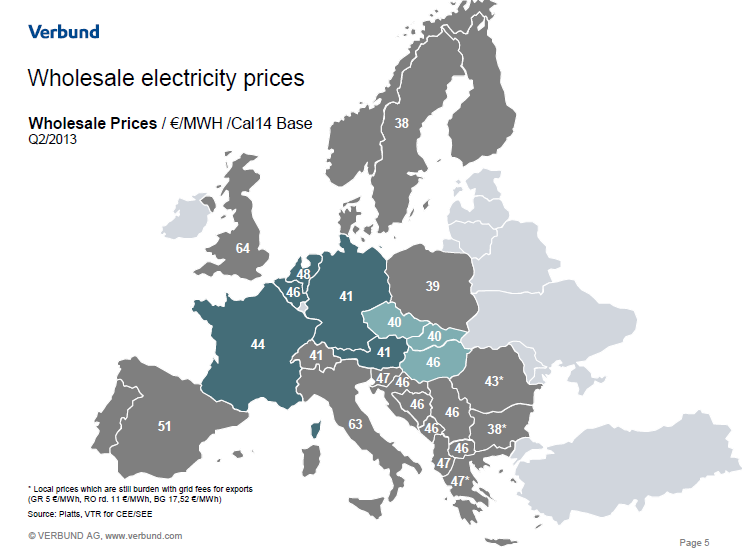 Verbund
Wholesale electricity prices
Wholesale Prices / €/MWH /Cal14 Base
Q2/2013
38
64
48
46
41
39
40
40
44
41
41
46
47
46
43*
46
46
51
63
46
38*
46
47
47*
* Local prices which are still burden with grid fees for exports
(GR 5 €/MWh, RO rd. 11 €/MWh, BG 17,52 €/MWh)
Source: Platts, VTR for CEE/SEE
© VERBUND AG, www.verbund.com
Page 5